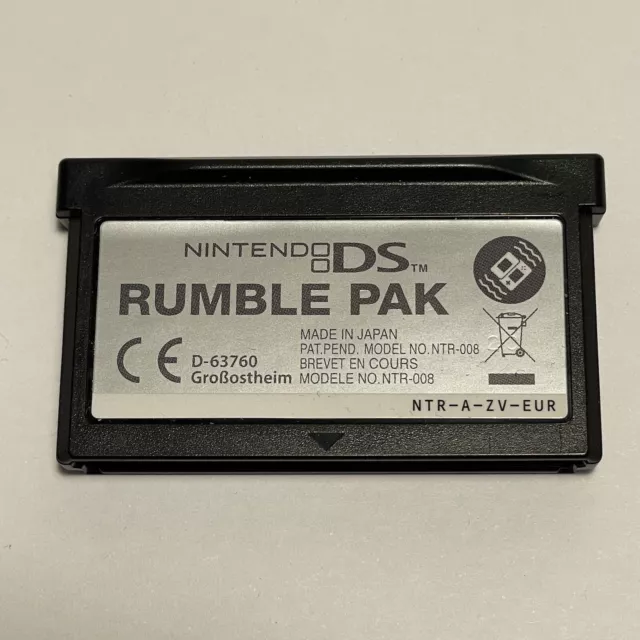 NINTENDO DS™
RUMBLE PAK
CE
D-63760
Großostheim
MADE IN JAPAN
PAT.PEND. MODEL NO.NTR-008
BREVET EN COURS
MODELE NO.NTR-008
NTR-A-ZV-EUR